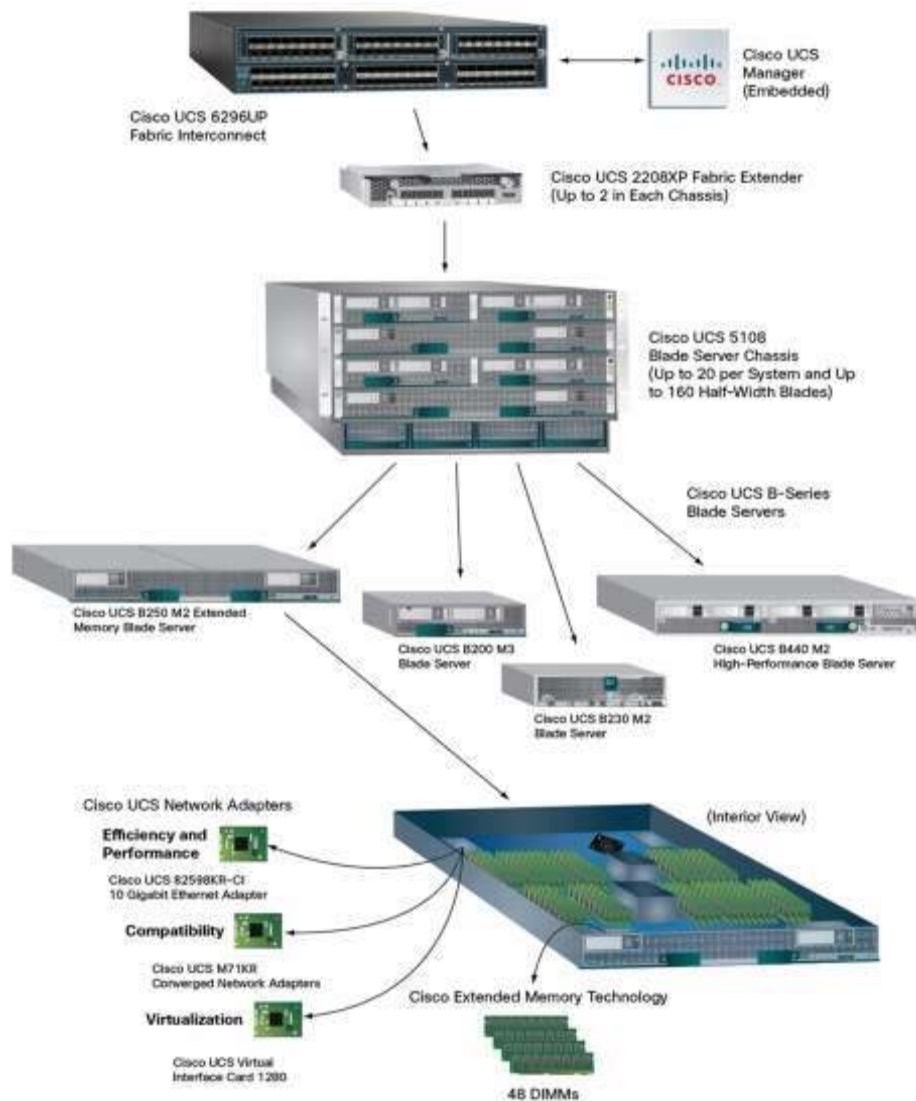 CISCO
Cisco UCS
Manager
(Embedded)
Cisco UCS 6296UP
Fabric Interconnect
Cisco UCS 2208XP Fabric Extender
(Up to 2 in Each Chassis)
Cisco UCS 5108
Blade Server Chassis
(Up to 20 per System and Up
to 160 Half-Width Blades)
Cisco UCS B-Series
Blade Servers
Cisco UCS B250 M2 Extended
Memory Blade Server
Cisco UCS B200 M3
Blade Server
Cisco UCS B440 M2
High-Performance Blade Server
Cisco UCS B230 M2
Blade Server
Cisco UCS Network Adapters
(Interior View)
Efficiency and
Performance
Cisco UCS 82598KR-CI
10 Gigabit Ethernet Adapter
Compatibility
Cisco UCS M71KR
Converged Network Adapters
Cisco Extended Memory Technology
Virtualization
Cisco UCS Virtual
Interface Card 1280
48 DIMMs